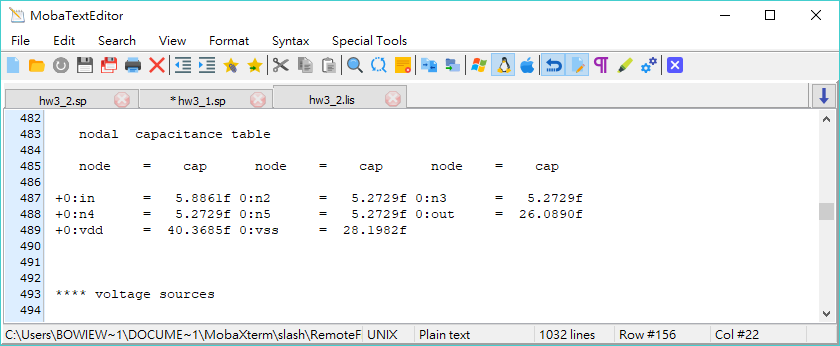 MobaTextEditor
File Edit Search View Format Syntax Special Tools
hw3_2.sp *hw3_1.sp hw3_2.lis
482
483 nodal capacitance table
484
485 node = cap node = cap node = cap
486
487 +0:in = 5.8861f 0:n2 = 5.2729f 0:n3 = 5.2729f
488 +0:n4 = 5.2729f 0:n5 = 5.2729f 0:out = 26.0890f
489 +0:vdd = 40.3685f 0:vss = 28.1982f
490
491
492
493 **** voltage sources
494
C:\Users\BOWIEW~1\DOCUME~1\MobaXterm\slash\RemoteF UNIX Plain text 1032 lines Row #156 Col #22